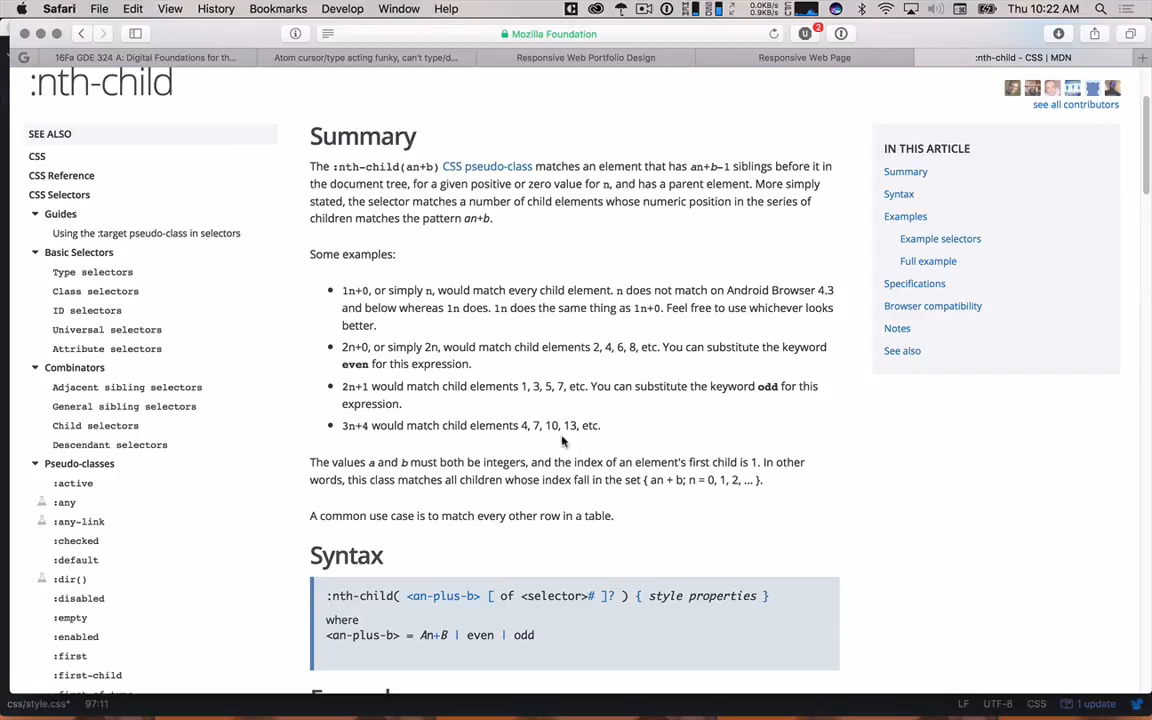 Safari File Edit View History Bookmarks Develop Window Help 0.0KB/s 0.9KB/s Thu 10:22 AM
Mozilla Foundation 2
16Fa GDE 324 A: Digital Foundations for th... Atom cursor/type acting funky, can't type/d... Responsive Web Portfolio Design Responsive Web Page :nth-child - CSS | MDN
:nth-child
see all contributors
SEE ALSO
CSS
CSS Reference
CSS Selectors
Guides
Using the :target pseudo-class in selectors
Basic Selectors
Type selectors
Class selectors
ID selectors
Universal selectors
Attribute selectors
Combinators
Adjacent sibling selectors
General sibling selectors
Child selectors
Descendant selectors
Pseudo-classes
:active
:any
:any-link
:checked
:default
:dir()
:disabled
:empty
:enabled
:first
:first-child
Summary
The :nth-child(an+b) CSS pseudo-class matches an element that has an+b-1 siblings before it in
the document tree, for a given positive or zero value for n, and has a parent element. More simply
stated, the selector matches a number of child elements whose numeric position in the series of
children matches the pattern an+b.
Some examples:
1n+0, or simply n, would match every child element. n does not match on Android Browser 4.3
and below whereas 1n does. 1n does the same thing as 1n+0. Feel free to use whichever looks
better.
2n+0, or simply 2n, would match child elements 2, 4, 6, 8, etc. You can substitute the keyword
even for this expression.
2n+1 would match child elements 1, 3, 5, 7, etc. You can substitute the keyword odd for this
expression.
3n+4 would match child elements 4, 7, 10, 13, etc.
The values a and b must both be integers, and the index of an element's first child is 1. In other
words, this class matches all children whose index fall in the set { an + b; n = 0, 1, 2, ... }.
A common use case is to match every other row in a table.
Syntax
:nth-child( <an-plus-b> [ of <selector># ]? ) { style properties }
where
<an-plus-b> = An+B | even | odd
IN THIS ARTICLE
Summary
Syntax
Examples
Example selectors
Full example
Specifications
Browser compatibility
Notes
See also
css/style.css* 97:11 LF UTF-8 CSS 1 update